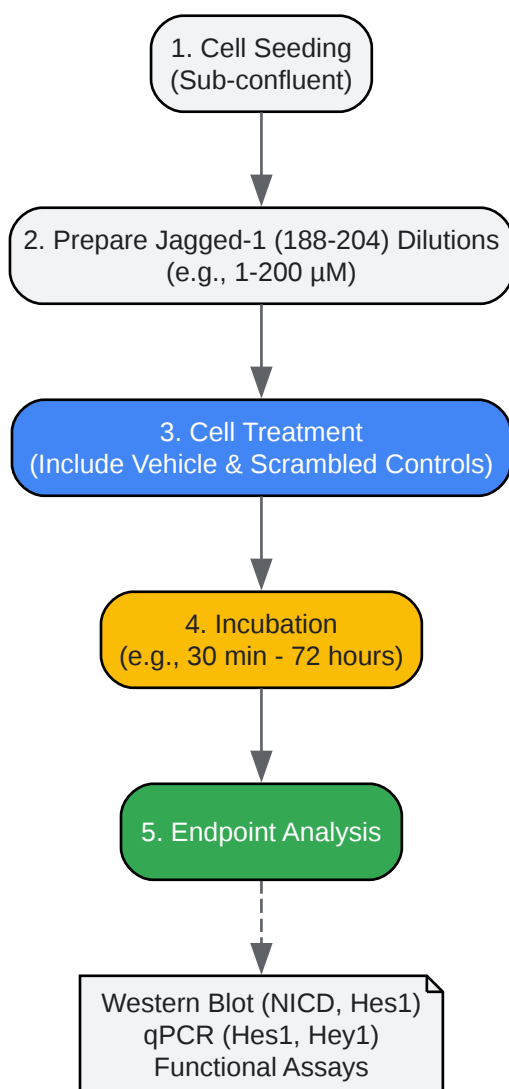 1. Cell Seeding
(Sub-confluent)
2. Prepare Jagged-1 (188-204) Dilutions
(e.g., 1-200 µM)
3. Cell Treatment
(Include Vehicle & Scrambled Controls)
4. Incubation
(e.g., 30 min - 72 hours)
5. Endpoint Analysis
Western Blot (NICD, Hes1)
qPCR (Hes1, Hey1)
Functional Assays